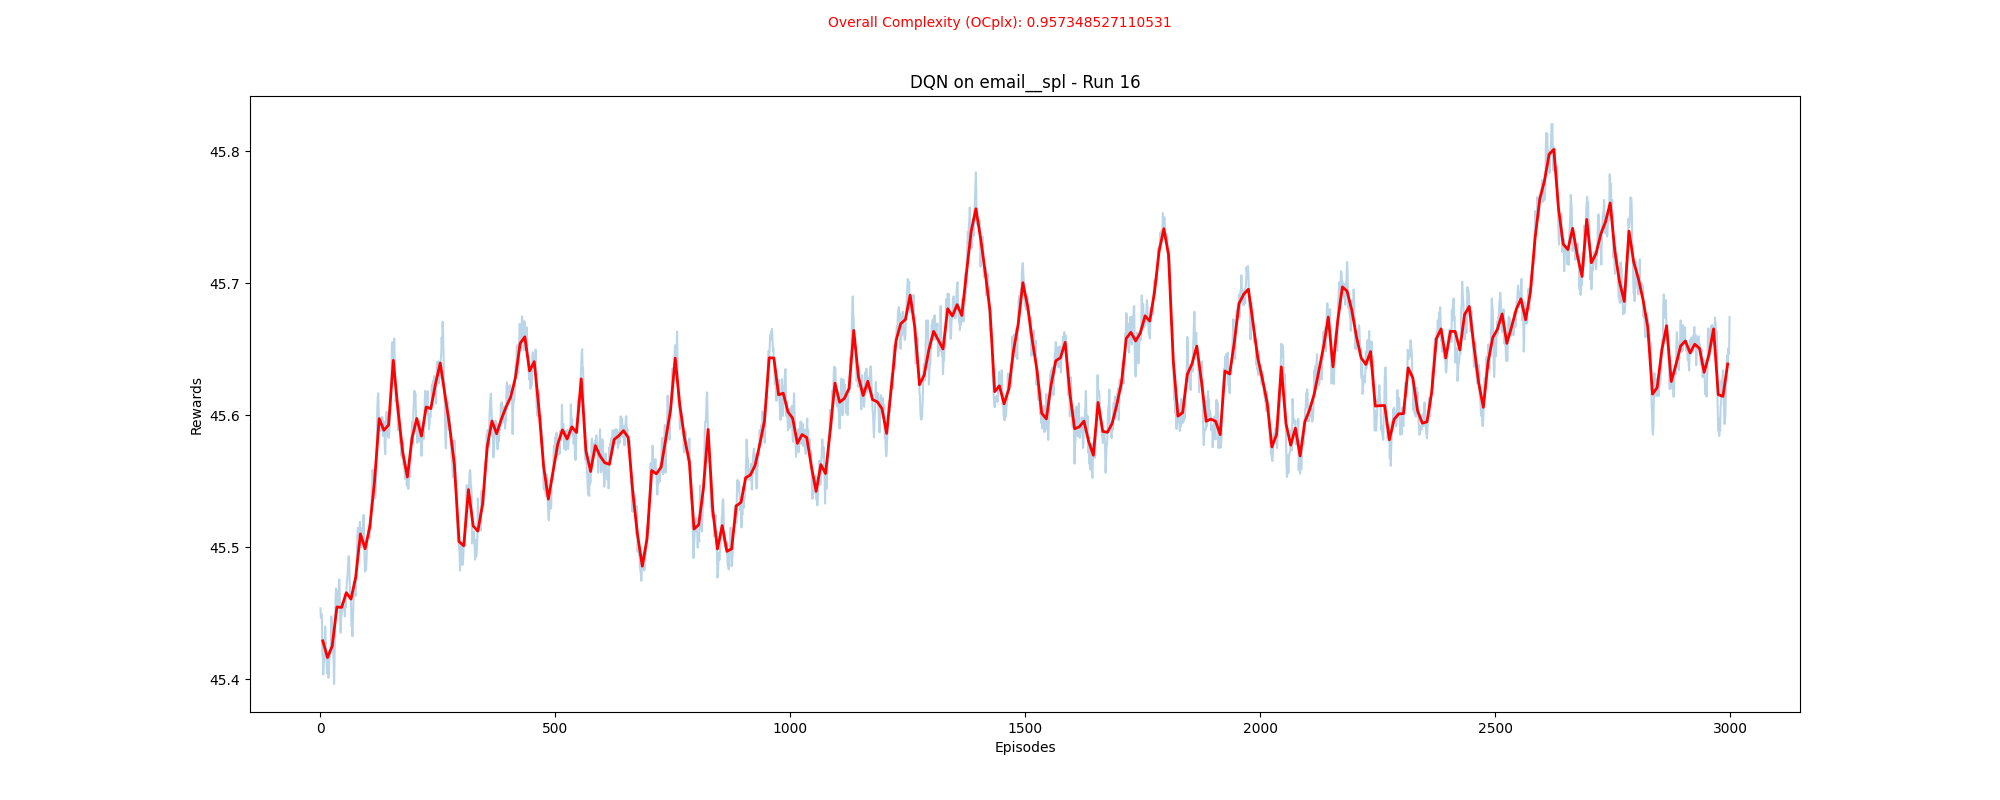 Overall Complexity (OCplx): 0.957348527110531
DQN on email__spl - Run 16
Rewards
45.8
45.7
45.6
45.5
45.4
0 500 1000 1500 2000 2500 3000
Episodes